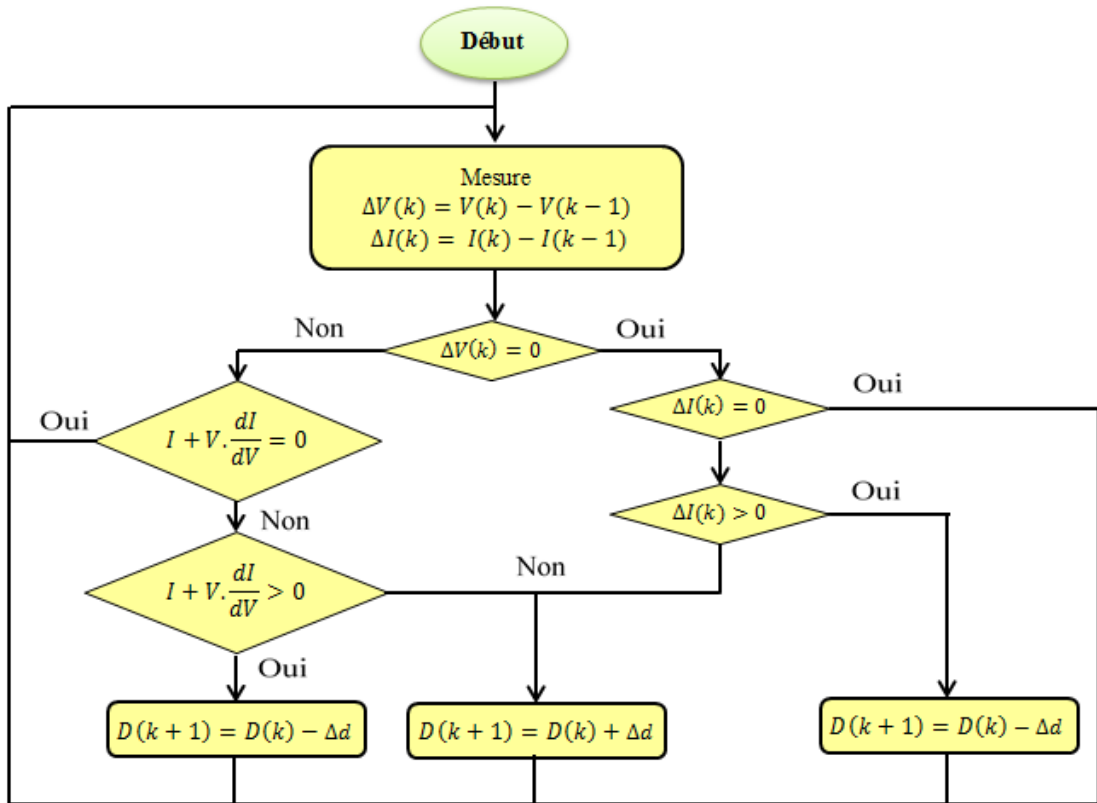 Début
Mesure
ΔV(k) = V(k) − V(k − 1)
ΔI(k) = I(k) − I(k − 1)
Non
Oui
ΔV(k) = 0
Oui
ΔI(k) = 0
Oui
I + V.dI/dV = 0
Oui
ΔI(k) > 0
Non
Non
I + V.dI/dV > 0
Oui
D(k + 1) = D(k) − Δd
D(k + 1) = D(k) + Δd
D(k + 1) = D(k) − Δd